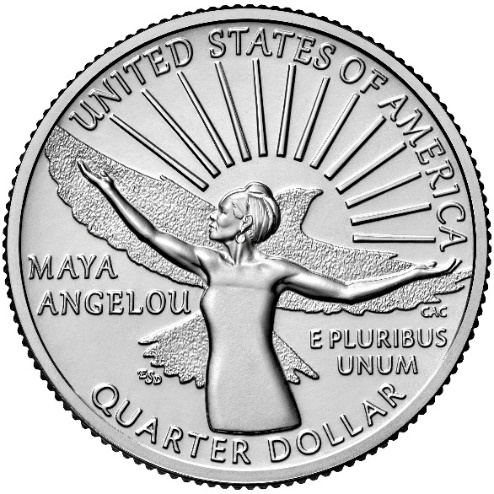 UNITED STATES OF AMERICA
MAYA
ANGELOU
CAC
E PLURIBUS
UNUM
ESD
QUARTER DOLLAR